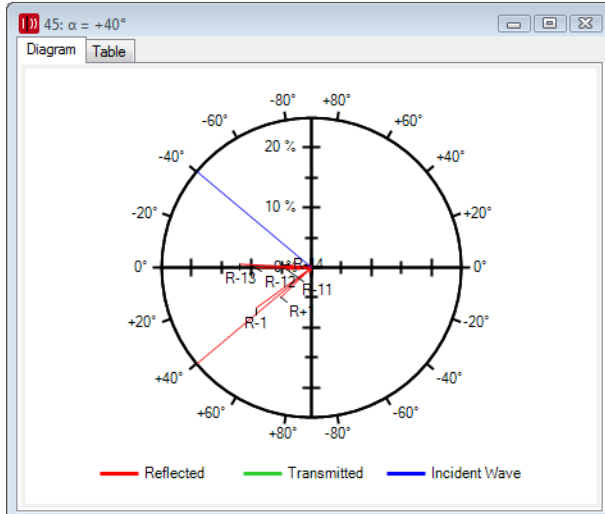 45: α = +40°
Diagram Table
-80° +80°
-60° +60°
20 %
-40° +40°
10 %
-20° +20°
0° 0°
R-13 R-12 R-11
R-1 R+
+20° -20°
+40° -40°
+60° -60°
+80° -80°
Reflected Transmitted Incident Wave